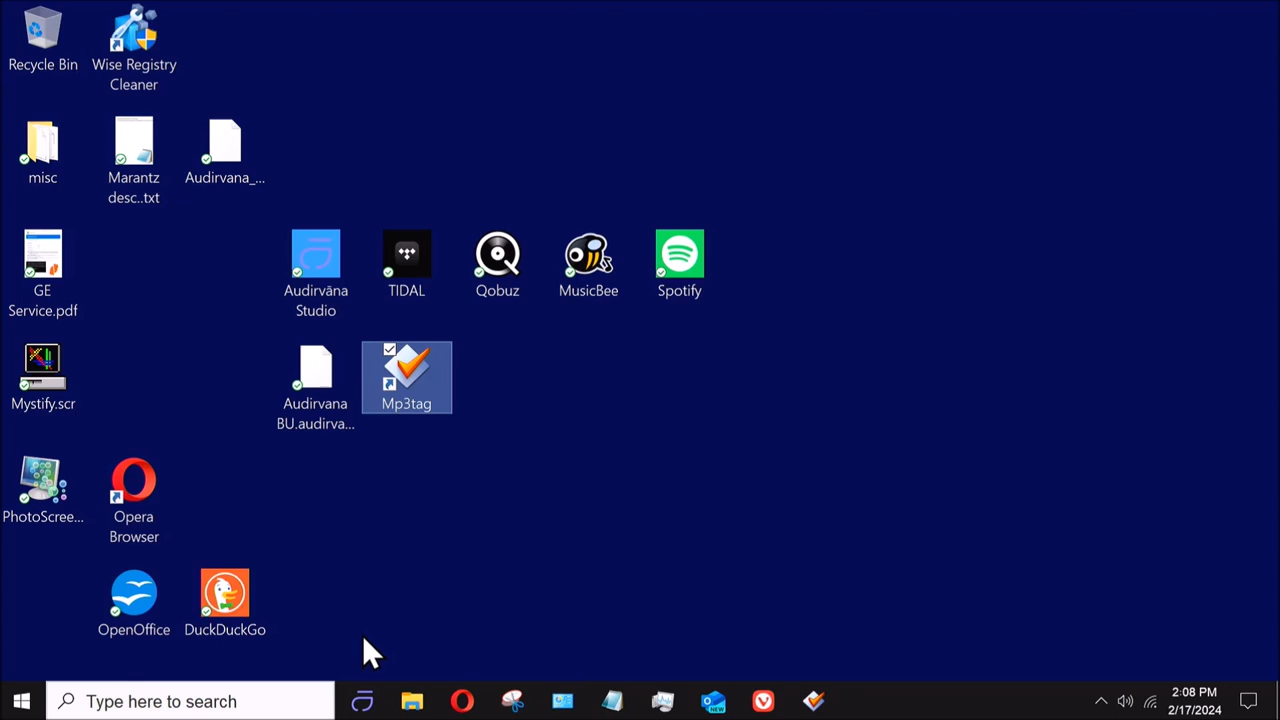 Recycle Bin
Wise Registry
Cleaner
misc
Marantz
desc..txt
Audirvana_...
GE
Service.pdf
Audirvāna
Studio
TIDAL
Qobuz
MusicBee
Spotify
Mystify.scr
Audirvana
BU.audirva...
Mp3tag
PhotoScree...
Opera
Browser
OpenOffice
DuckDuckGo
Type here to search
NEW
2:08 PM
2/17/2024